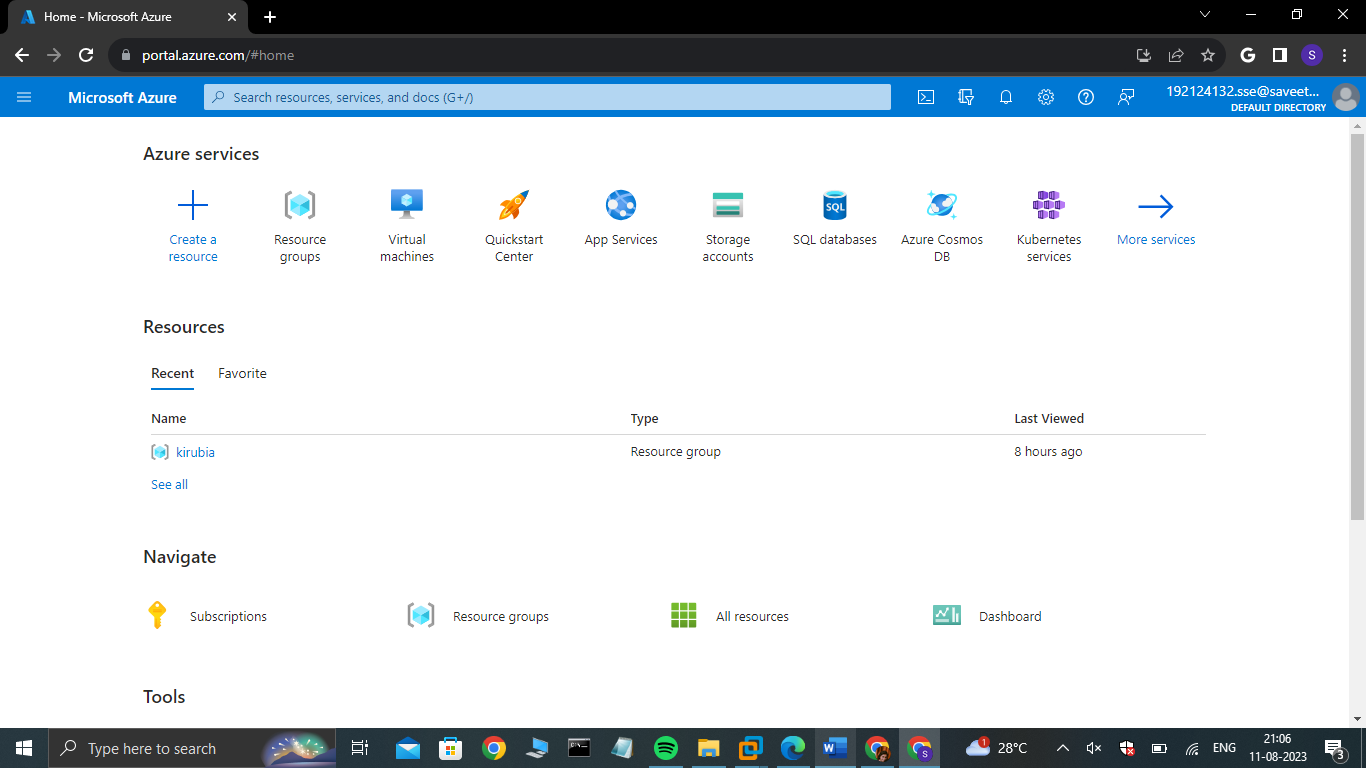 Home - Microsoft Azure
portal.azure.com/#home
S
Microsoft Azure
Search resources, services, and docs (G+/)
192124132.sse@saveet...
DEFAULT DIRECTORY
Azure services
Create a resource
Resource groups
Virtual machines
Quickstart Center
App Services
Storage accounts
SQL
SQL databases
Azure Cosmos DB
Kubernetes services
More services
Resources
Recent Favorite
Name Type Last Viewed
kirubia Resource group 8 hours ago
See all
Navigate
Subscriptions Resource groups All resources Dashboard
Tools
Type here to search
S
1
28°C
ENG
21:06
11-08-2023
3